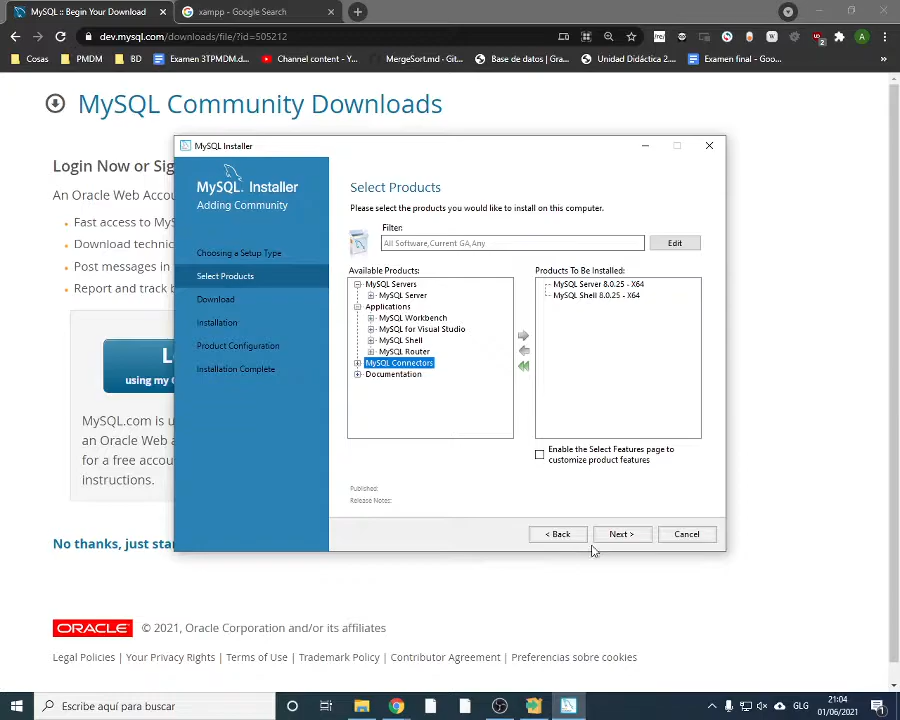 MySQL :: Begin Your Download
xampp - Google Search
dev.mysql.com/downloads/file/?id=505212
Cosas
PMDM
BD
Examen 3TPMDM.d...
Channel content - Y...
MergeSort.md - Git...
Base de datos | Gra...
Unidad Didáctica 2....
Examen final - Goo...
MySQL Community Downloads
Login Now or Sig
An Oracle Web Accou
Fast access to MyS
Download technic
Post messages in
Report and track b
using my
MySQL.com is u
an Oracle Web a
for a free accou
instructions.
No thanks, just sta
MySQL Installer
MySQL. Installer
Adding Community
Choosing a Setup Type
Select Products
Download
Installation
Product Configuration
Installation Complete
Select Products
Please select the products you would like to install on this computer.
Filter:
All Software,Current GA,Any
Edit
Available Products:
MySQL Servers
MySQL Server
Applications
MySQL Workbench
MySQL for Visual Studio
MySQL Shell
MySQL Router
MySQL Connectors
Documentation
Products To Be Installed:
MySQL Server 8.0.25 - X64
MySQL Shell 8.0.25 - X64
Enable the Select Features page to
customize product features
Published:
Release Notes:
< Back
Next >
Cancel
ORACLE
© 2021, Oracle Corporation and/or its affiliates
Legal Policies | Your Privacy Rights | Terms of Use | Trademark Policy | Contributor Agreement | Preferencias sobre cookies
Escribe aquí para buscar
GLG
21:04
01/06/2021